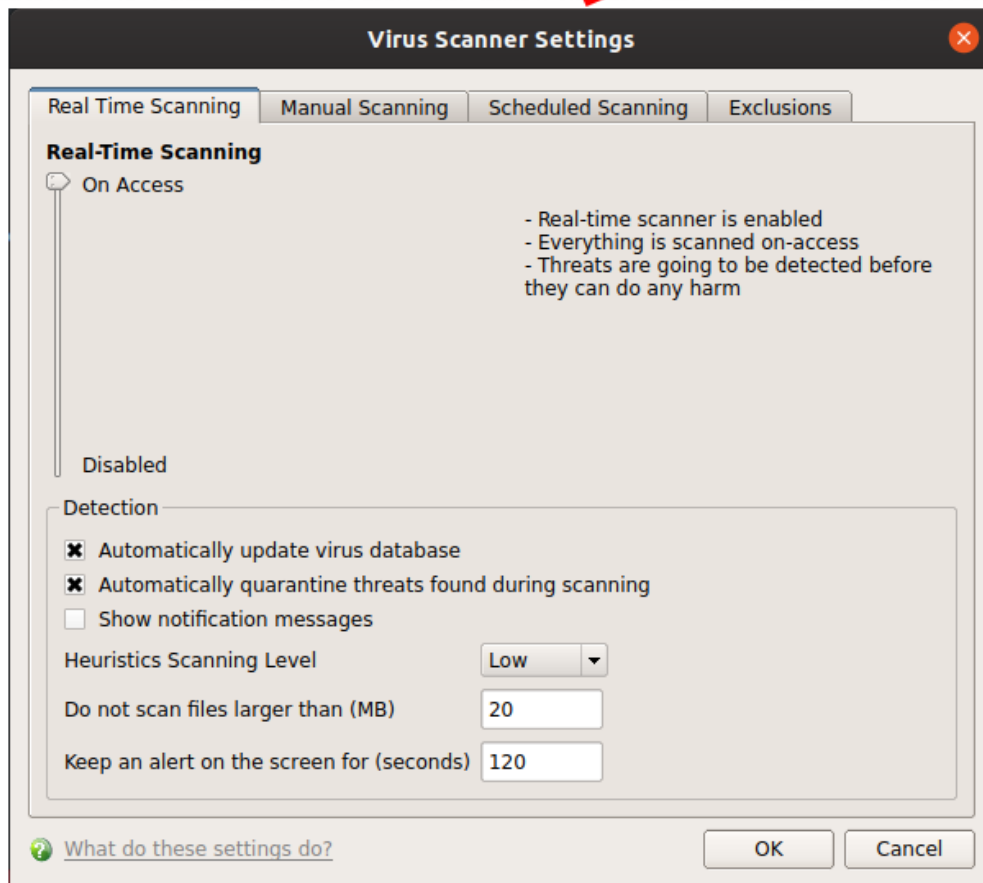 Virus Scanner Settings
Real Time Scanning
Manual Scanning
Scheduled Scanning
Exclusions
Real-Time Scanning
On Access
- Real-time scanner is enabled
- Everything is scanned on-access
- Threats are going to be detected before
they can do any harm
Disabled
Detection
Automatically update virus database
Automatically quarantine threats found during scanning
Show notification messages
Heuristics Scanning Level
Low
Do not scan files larger than (MB)
20
Keep an alert on the screen for (seconds)
120
What do these settings do?
OK
Cancel